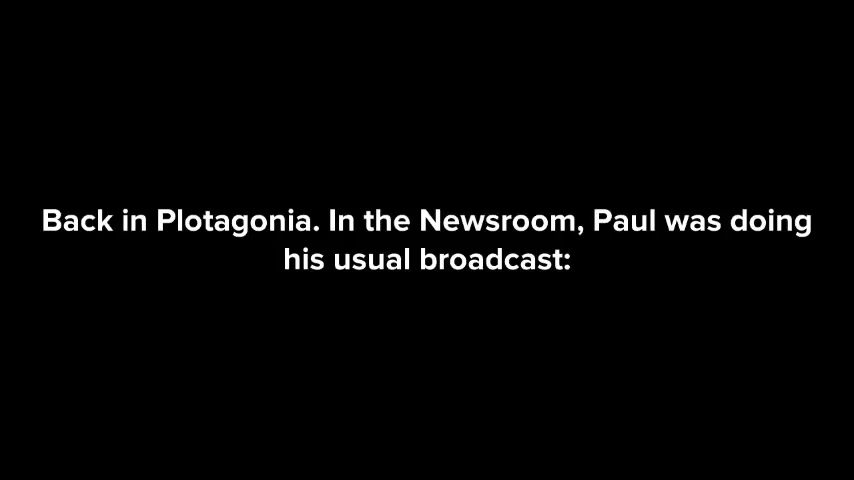 Back in Plotagonia. In the Newsroom, Paul was doing
his usual broadcast: